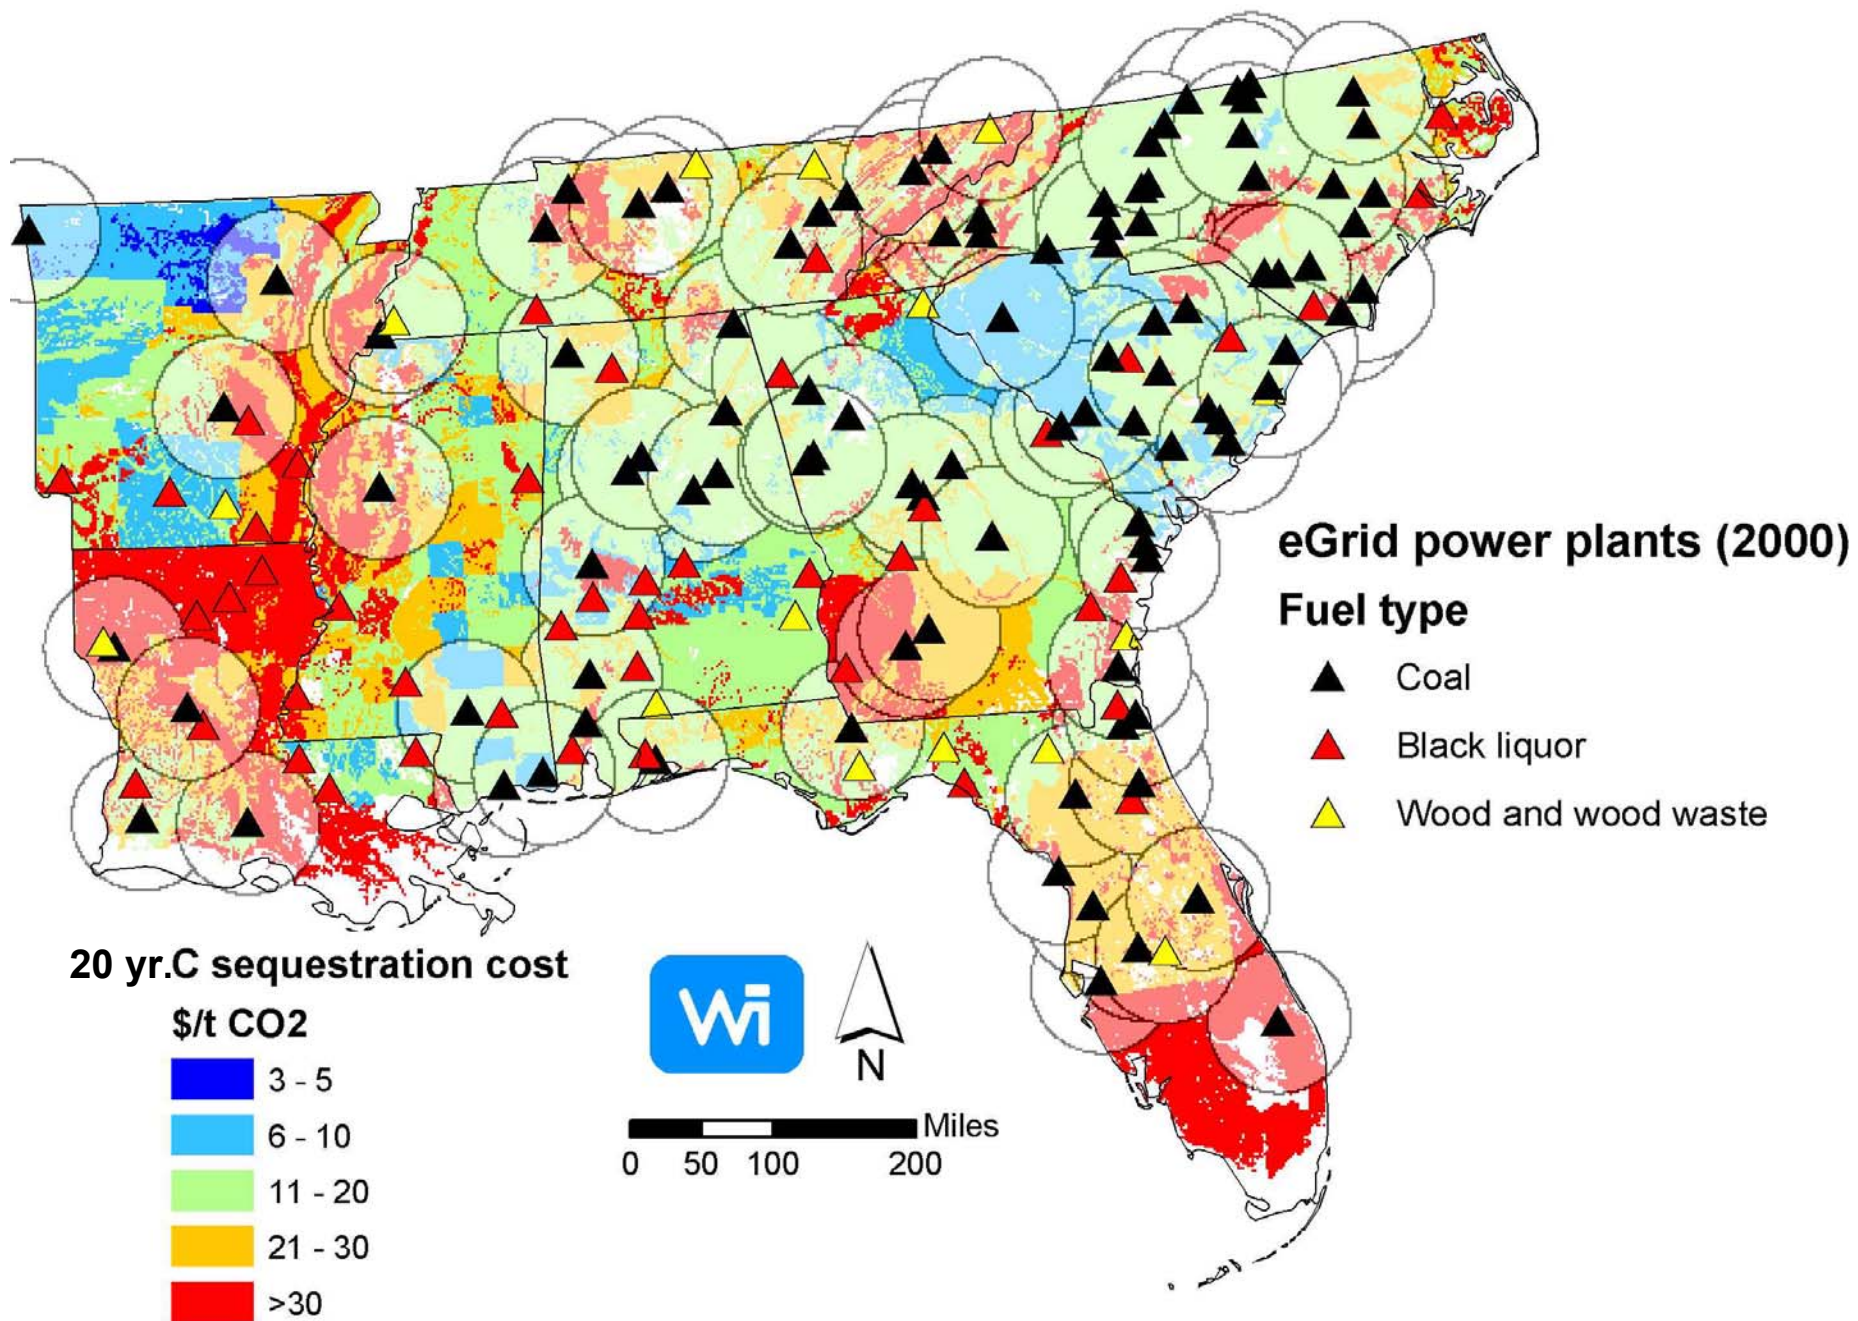 eGrid power plants (2000)
Fuel type
Coal
Black liquor
Wood and wood waste
20 yr.C sequestration cost
$/t CO2
3 - 5
6 - 10
11 - 20
21 - 30
>30
Wi
N
Miles
0 50 100 200